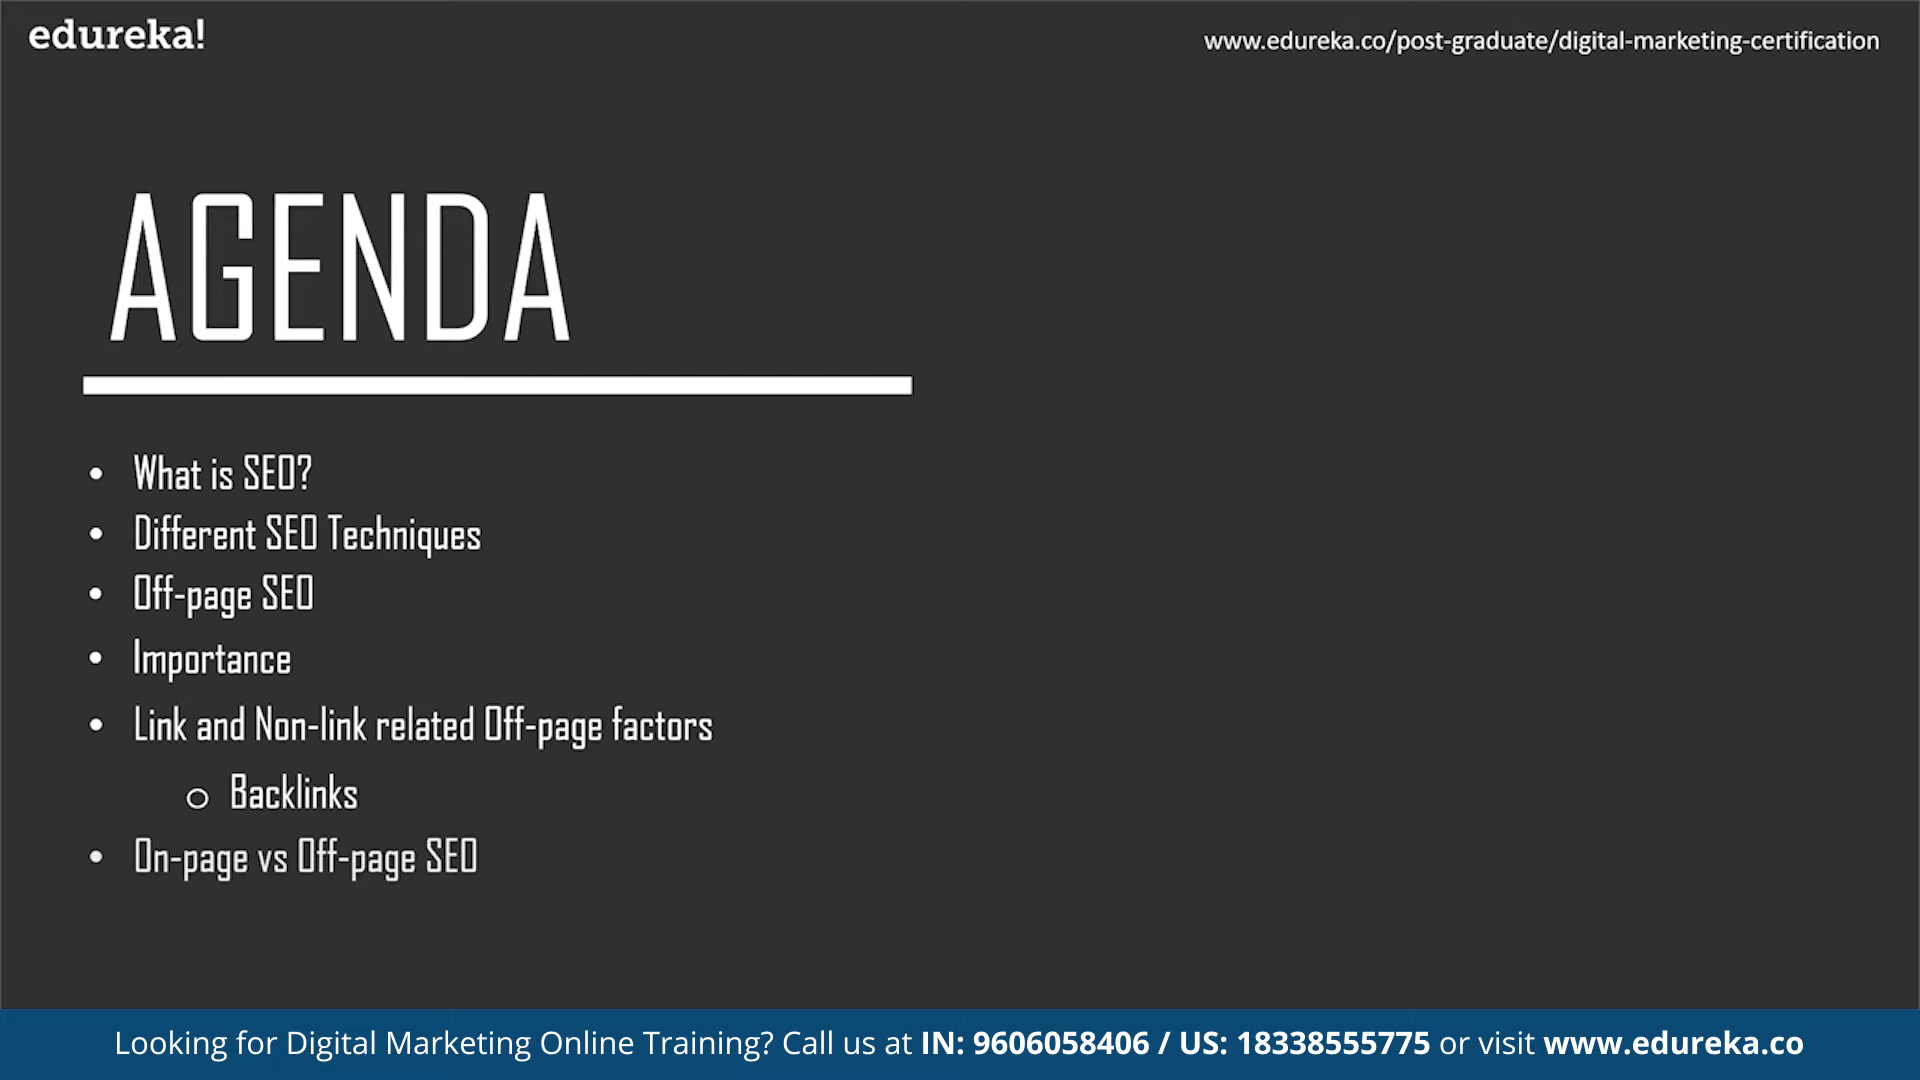 edureka!
www.edureka.co/post-graduate/digital-marketing-certification
AGENDA
• What is SEO?
• Different SEO Techniques
• Off-page SEO
• Importance
• Link and Non-link related Off-page factors
o Backlinks
• On-page vs Off-page SEO
Looking for Digital Marketing Online Training? Call us at IN: 9606058406 / US: 18338555775 or visit www.edureka.co